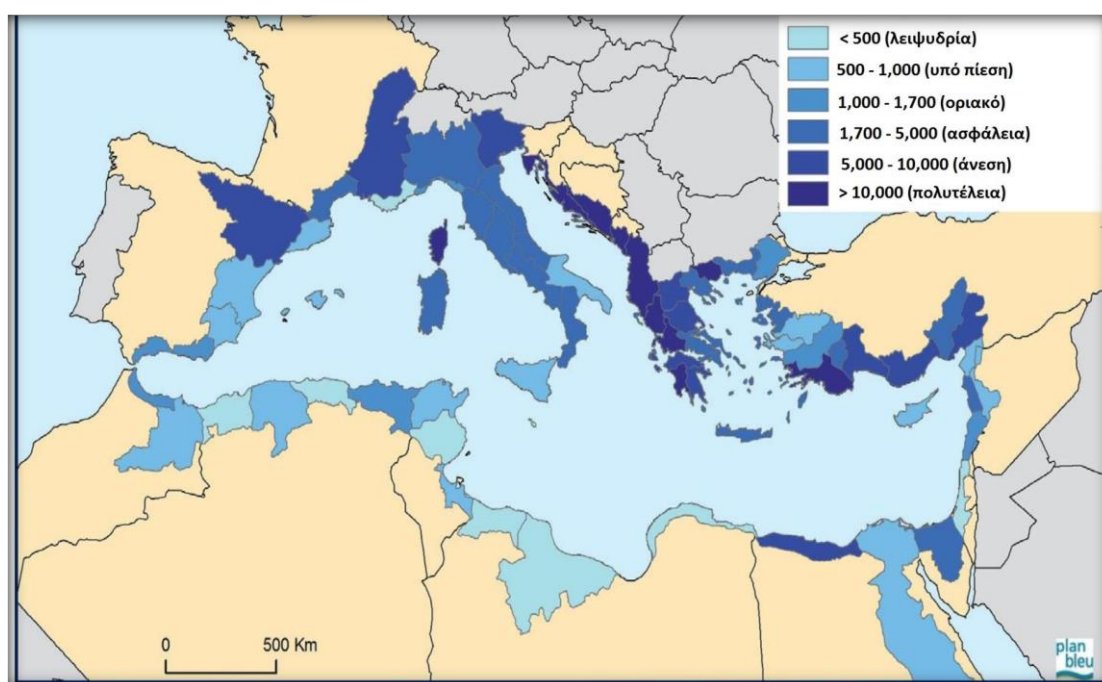 < 500 (λειψυδρία)
500 - 1,000 (υπό πίεση)
1,000 - 1,700 (οριακό)
1,700 - 5,000 (ασφάλεια)
5,000 - 10,000 (άνεση)
> 10,000 (πολυτέλεια)
0 500 Km
plan
bleu